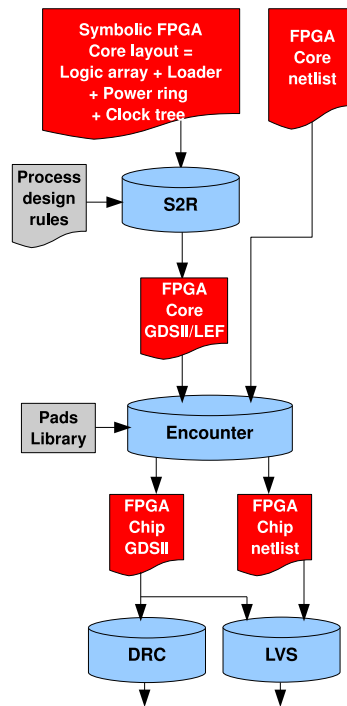 Symbolic FPGA
Core layout =
Logic array + Loader
+ Power ring
+ Clock tree
FPGA
Core
netlist
Process
design
rules
S2R
FPGA
Core
GDSII/LEF
Pads
Library
Encounter
FPGA
Chip
GDSII
FPGA
Chip
netlist
DRC
LVS